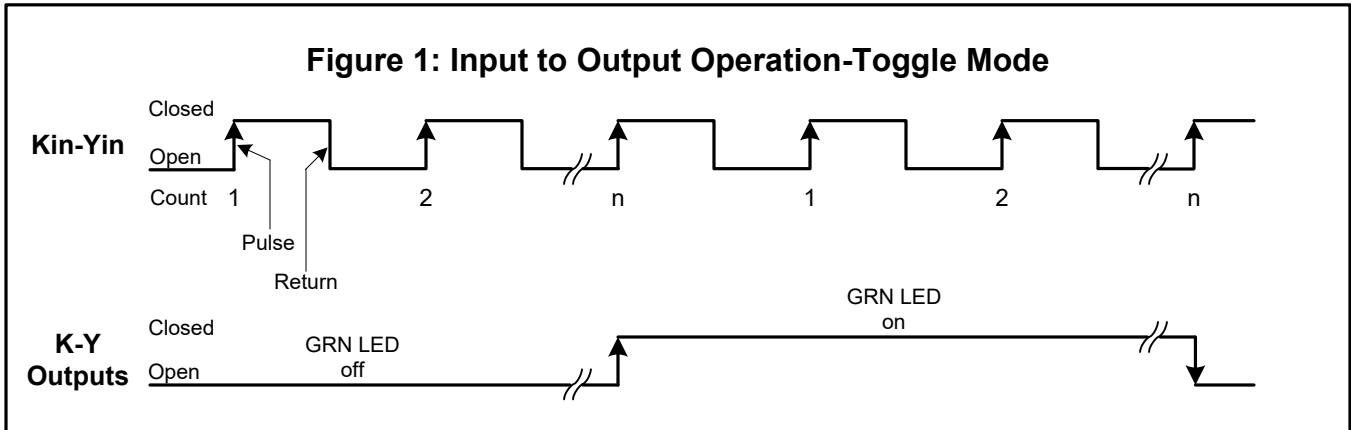 Figure 1: Input to Output Operation-Toggle Mode
Closed
Kin-Yin
Open
Count 1 2 n 1 2 n
Pulse
Return
GRN LED
on
Closed
K-Y
Outputs
GRN LED
off
Open